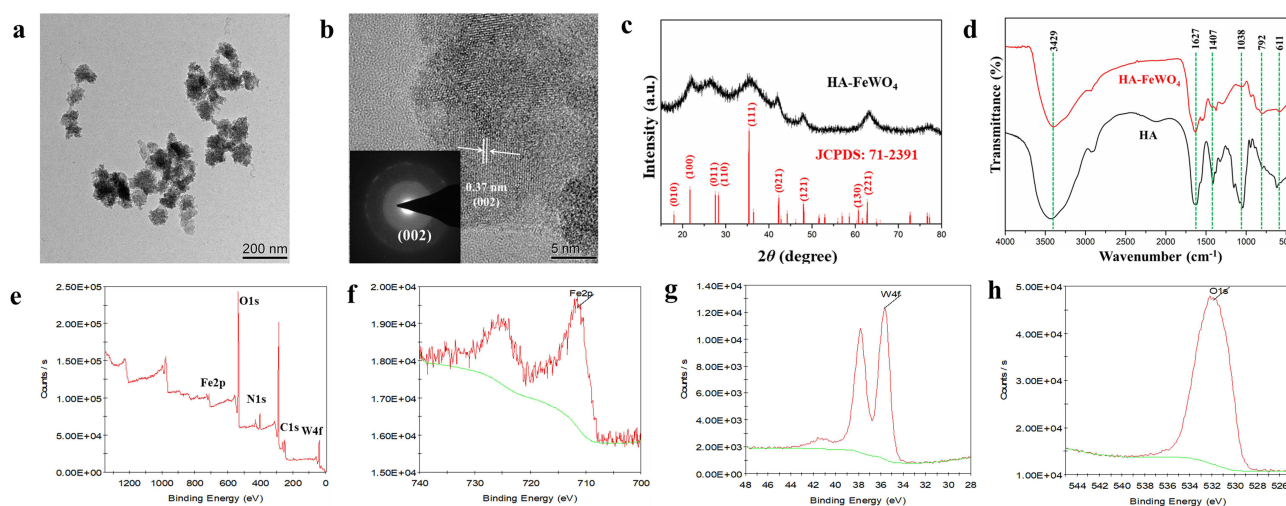 a
200 nm
b
0.37 nm
(002)
(002)
5 nm
c
Intensity (a.u.)
HA-FeWO4
JCPDS: 71-2391
(010)
(100)
(011)
(110)
(111)
(021)
(121)
(130)
(221)
20 30 40 50 60 70 80
2θ (degree)
d
Transmittance (%)
3429
1627
1407
1038
792
611
HA-FeWO4
HA
4000 3500 3000 2500 2000 1500 1000
Wavenumber (cm-1)
e
Counts / s
2.50E+05
2.00E+05
1.50E+05
1.00E+05
5.00E+04
0.00E+00
O1s
Fe2p
N1s
C1s
W4f
1200 1000 800 600 400 200 0
Binding Energy (eV)
f
Counts / s
2.00E+04
1.90E+04
1.80E+04
1.70E+04
1.60E+04
1.50E+04
Fe2p
740 730 720 710 700
Binding Energy (eV)
g
Counts / s
1.40E+04
1.20E+04
1.00E+04
8.00E+03
6.00E+03
4.00E+03
2.00E+03
0.00E+00
W4f
48 46 44 42 40 38 36 34 32 30 28
Binding Energy (eV)
h
Counts / s
5.00E+04
4.00E+04
3.00E+04
2.00E+04
1.00E+04
O1s
544 542 540 538 536 534 532 530 528 526
Binding Energy (eV)